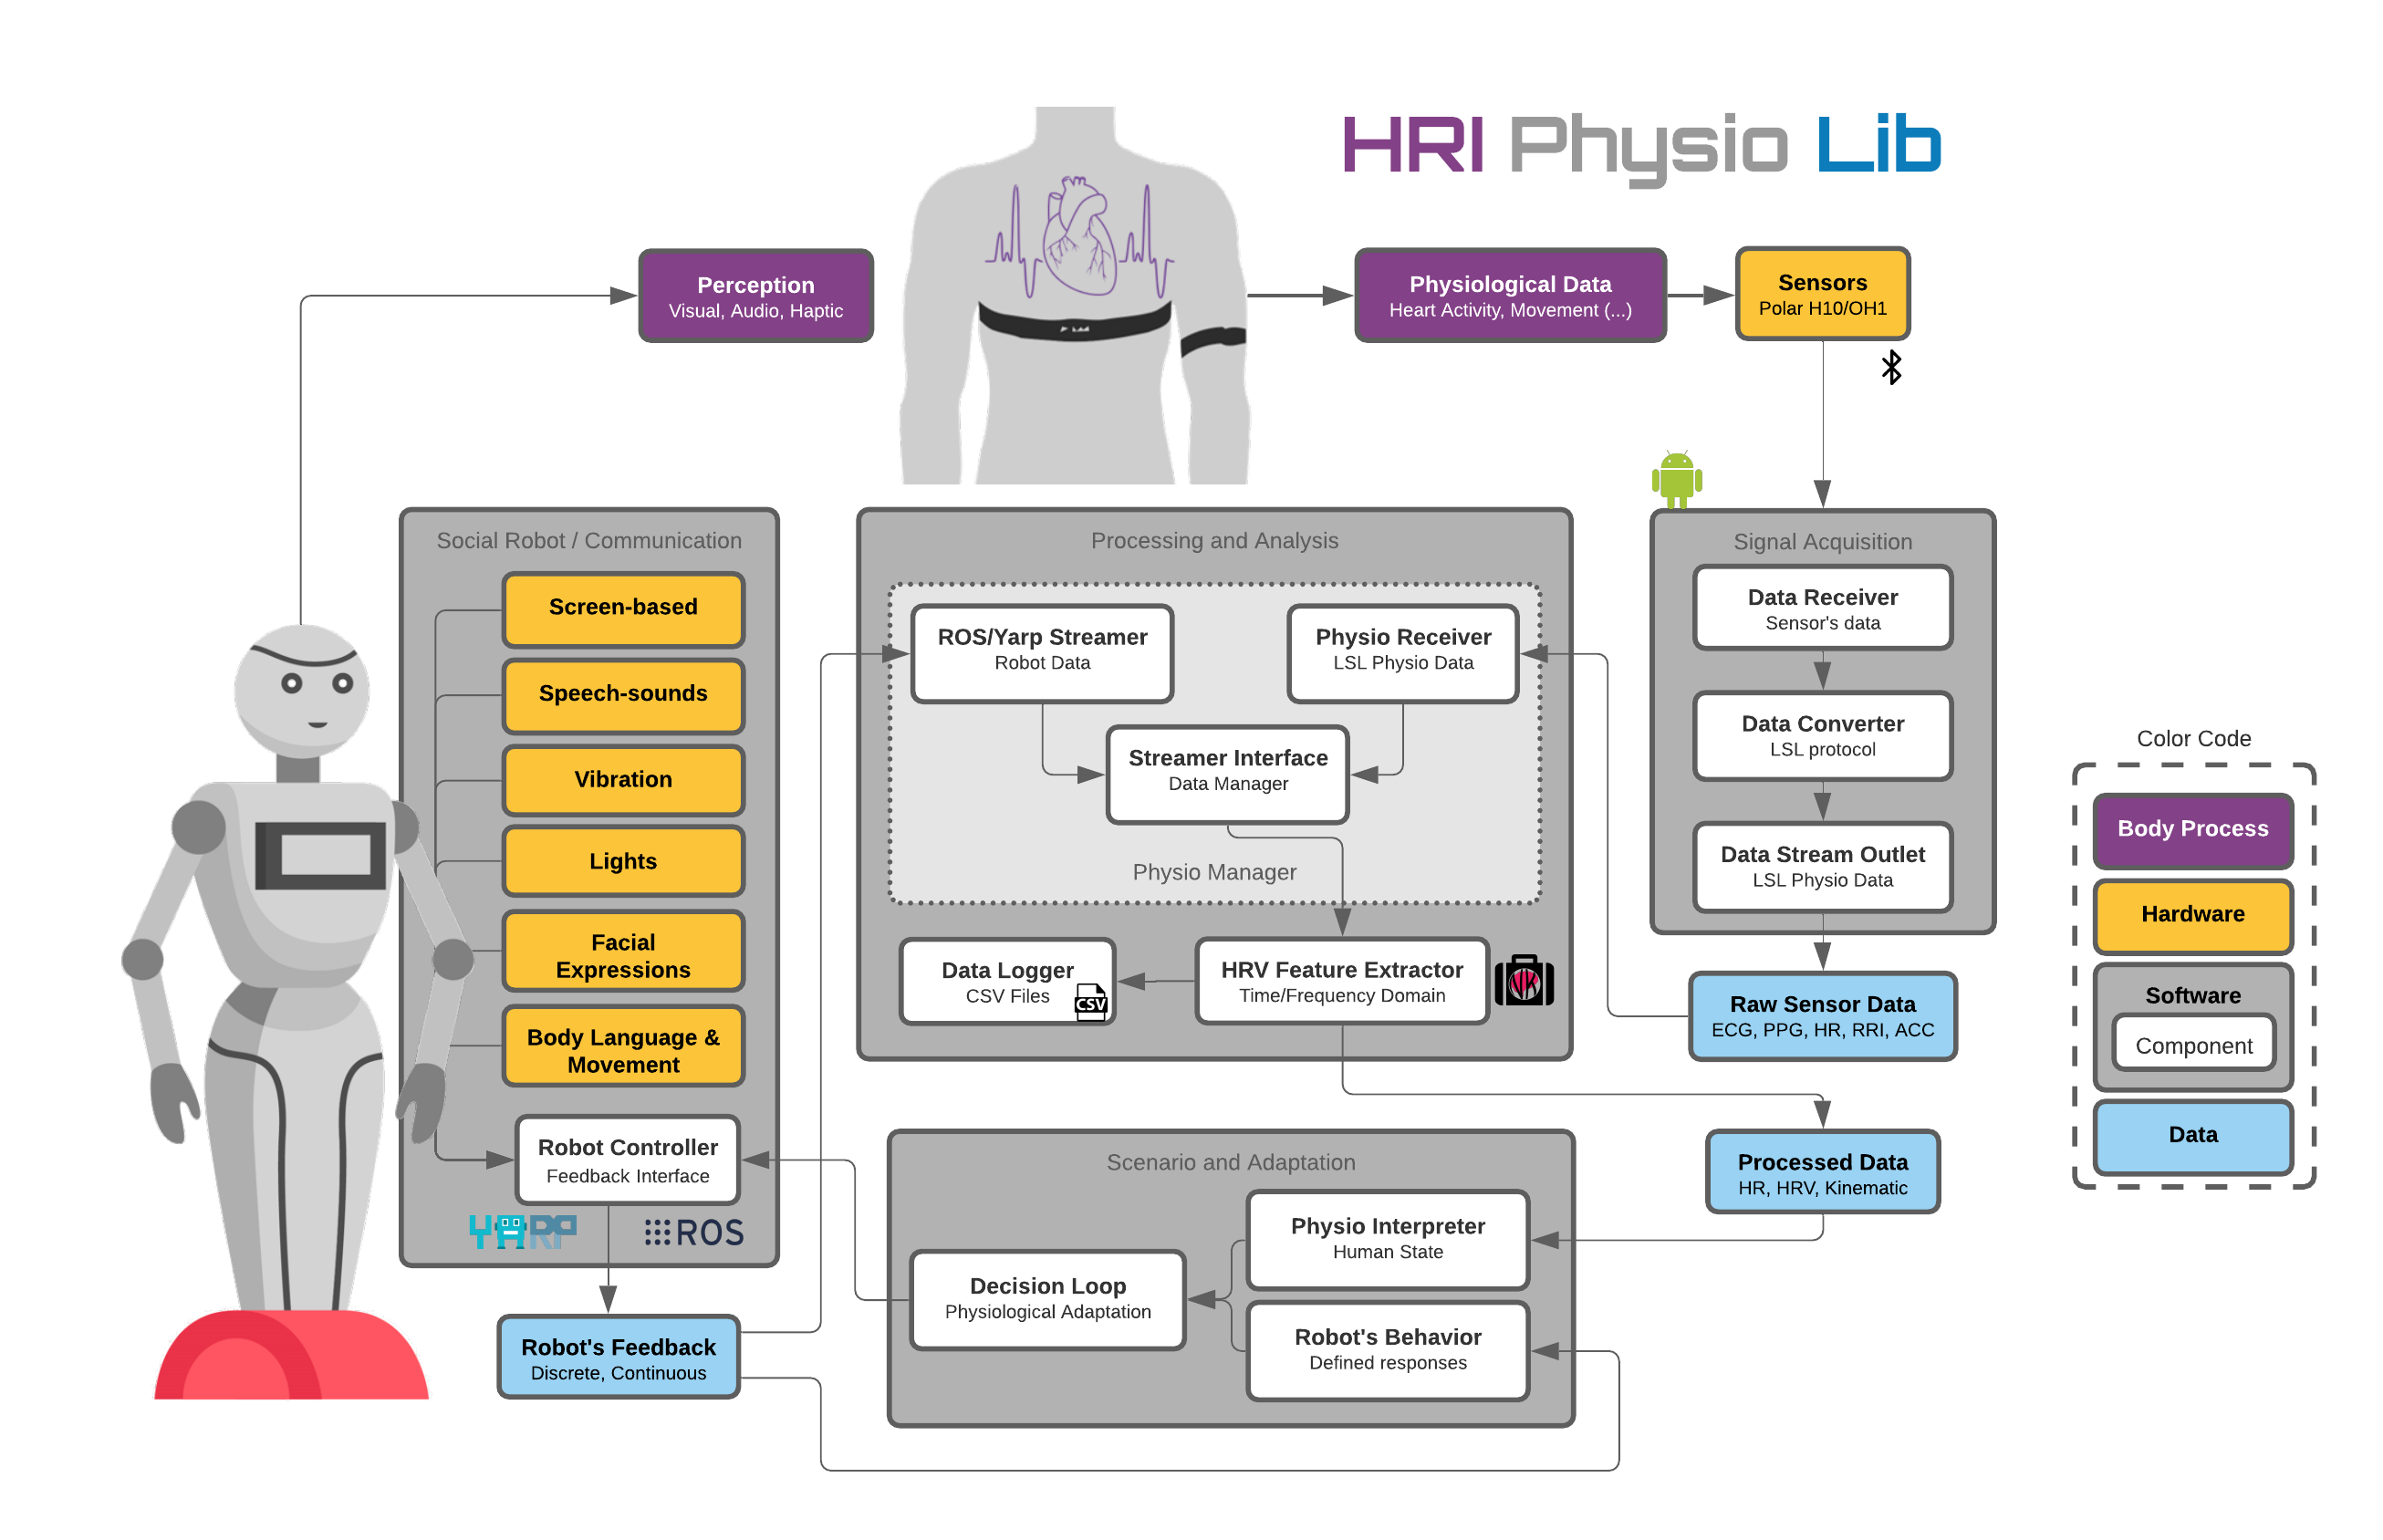 HRI Physio Lib
Perception
Visual, Audio, Haptic
Physiological Data
Heart Activity, Movement (...)
Sensors
Polar H10/OH1
Social Robot / Communication
Screen-based
Speech-sounds
Vibration
Lights
Facial
Expressions
Body Language &
Movement
Robot Controller
Feedback Interface
YARP
ROS
Robot's Feedback
Discrete, Continuous
Processing and Analysis
ROS/Yarp Streamer
Robot Data
Physio Receiver
LSL Physio Data
Streamer Interface
Data Manager
Physio Manager
Data Logger
CSV Files
CSV
HRV Feature Extractor
Time/Frequency Domain
Signal Acquisition
Data Receiver
Sensor's data
Data Converter
LSL protocol
Data Stream Outlet
LSL Physio Data
Raw Sensor Data
ECG, PPG, HR, RRI, ACC
Processed Data
HR, HRV, Kinematic
Scenario and Adaptation
Physio Interpreter
Human State
Decision Loop
Physiological Adaptation
Robot's Behavior
Defined responses
Color Code
Body Process
Hardware
Software
Component
Data